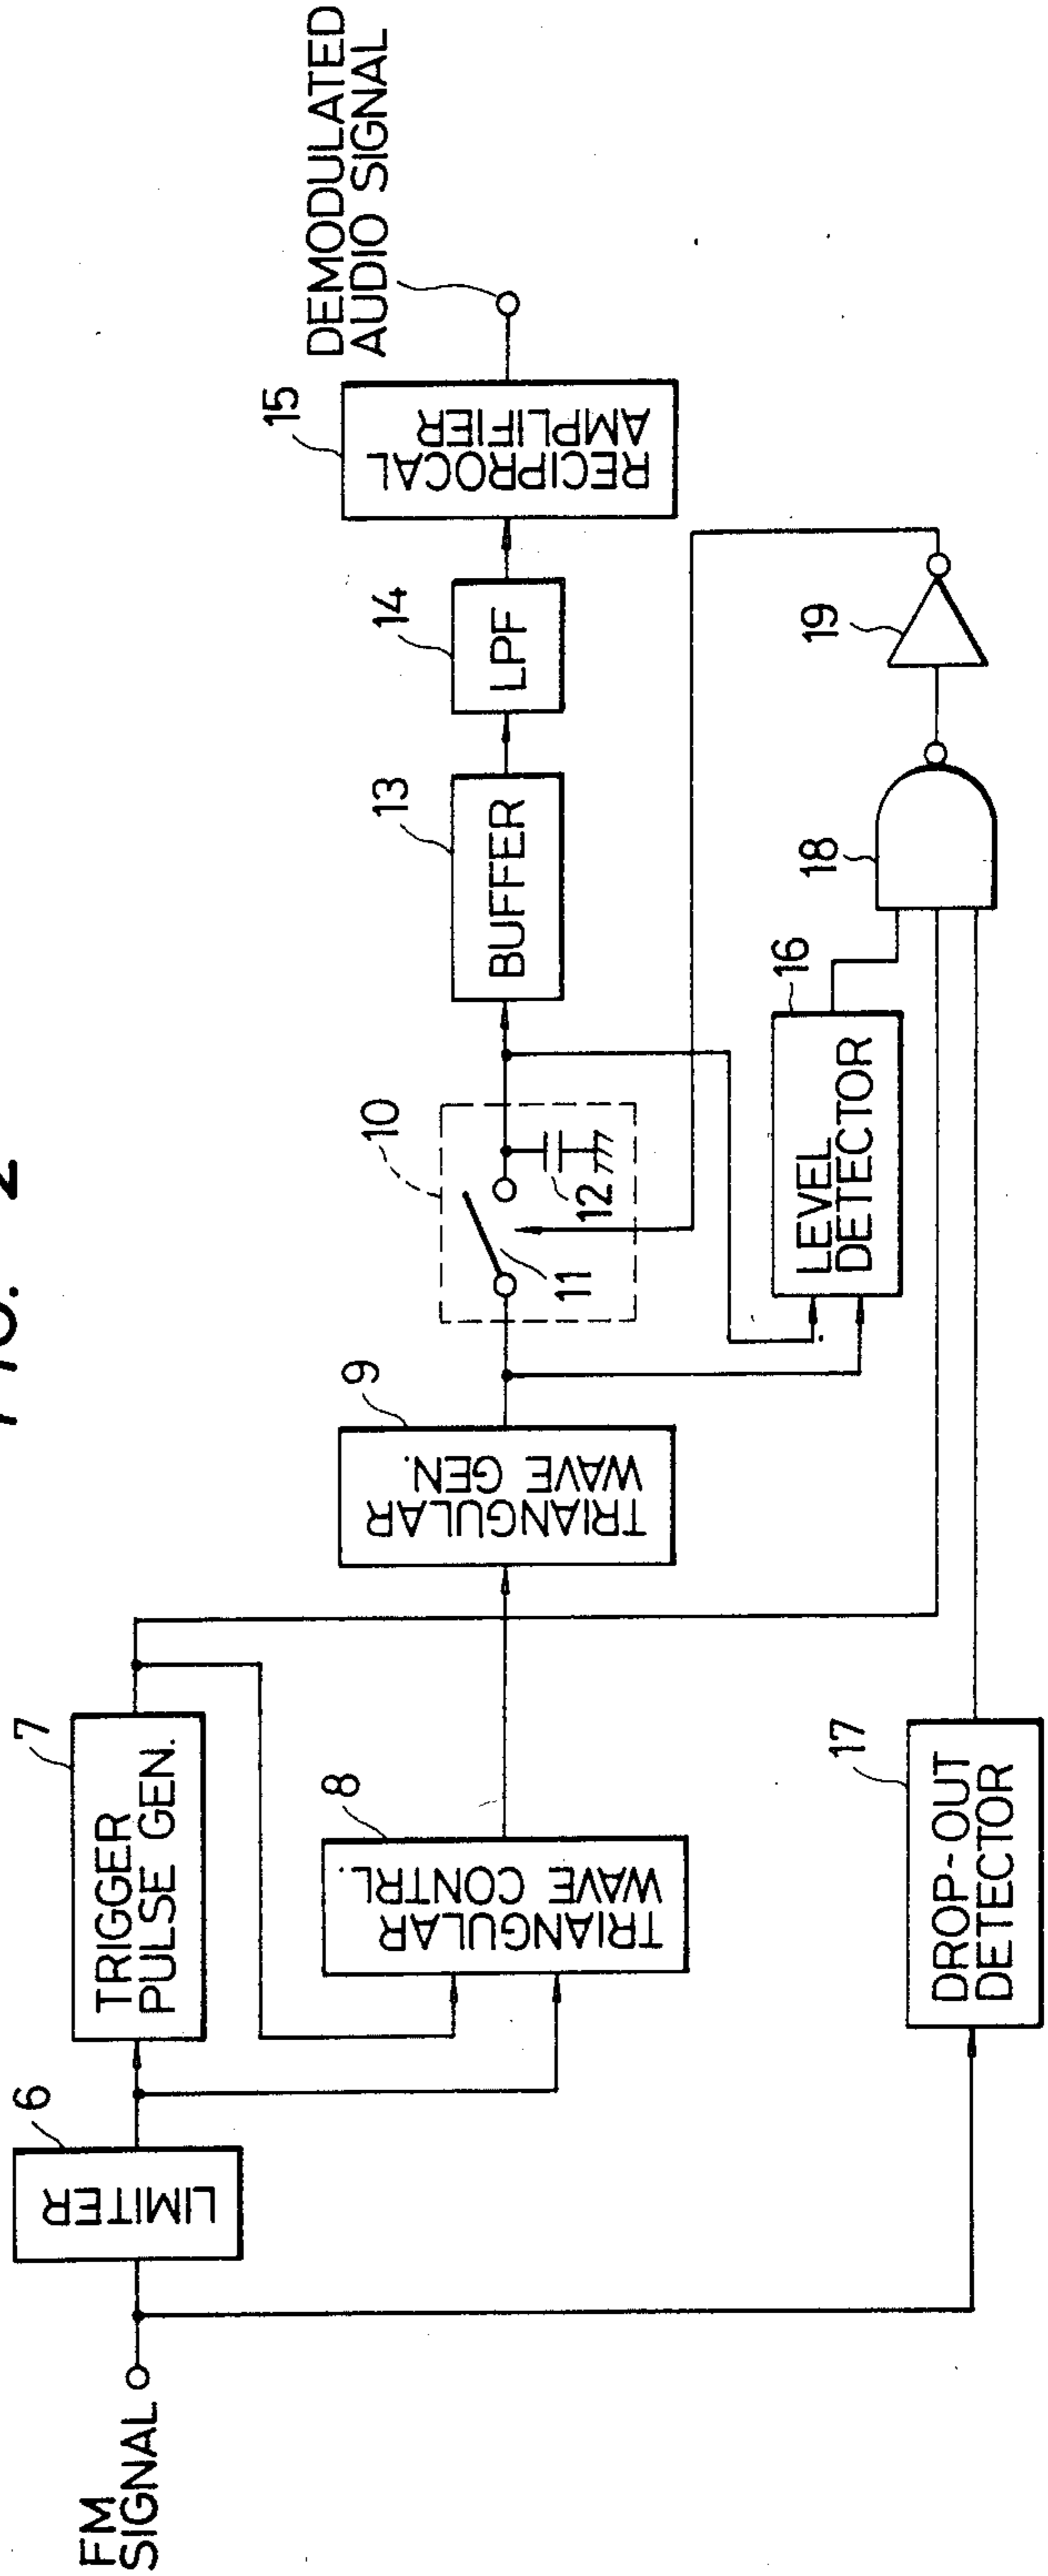 FIG. 2
FM
SIGNAL
6
LIMITER
7
TRIGGER
PULSE GEN.
8
TRIANGULAR
WAVE CONTRL.
9
TRIANGULAR
WAVE GEN.
10
11
12
13
BUFFER
14
LPF
15
RECIPROCAL
AMPLIFIER
DEMODULATED
AUDIO SIGNAL
16
LEVEL
DETECTOR
17
DROP-OUT
DETECTOR
18
19